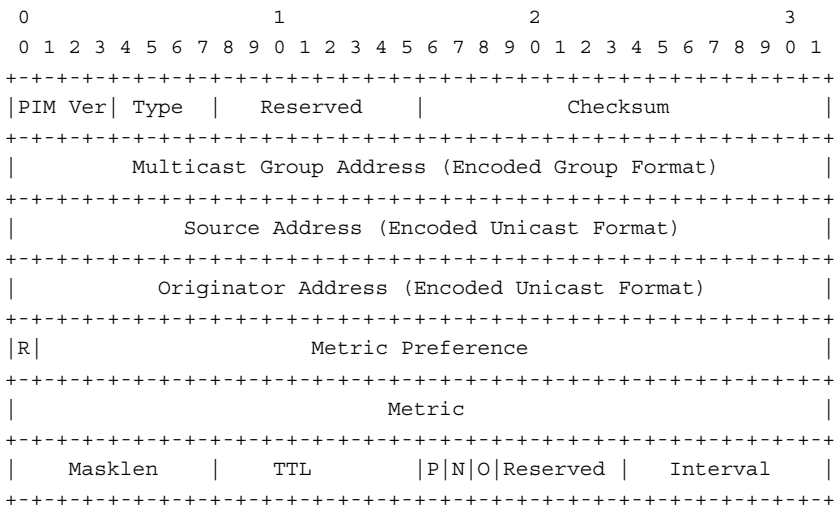 0                   1                   2                   3
 0 1 2 3 4 5 6 7 8 9 0 1 2 3 4 5 6 7 8 9 0 1 2 3 4 5 6 7 8 9 0 1
+-+-+-+-+-+-+-+-+-+-+-+-+-+-+-+-+-+-+-+-+-+-+-+-+-+-+-+-+-+-+-+-+
|PIM Ver| Type  |   Reserved    |           Checksum            |
+-+-+-+-+-+-+-+-+-+-+-+-+-+-+-+-+-+-+-+-+-+-+-+-+-+-+-+-+-+-+-+-+
|         Multicast Group Address (Encoded Group Format)        |
+-+-+-+-+-+-+-+-+-+-+-+-+-+-+-+-+-+-+-+-+-+-+-+-+-+-+-+-+-+-+-+-+
|             Source Address (Encoded Unicast Format)           |
+-+-+-+-+-+-+-+-+-+-+-+-+-+-+-+-+-+-+-+-+-+-+-+-+-+-+-+-+-+-+-+-+
|           Originator Address (Encoded Unicast Format)         |
+-+-+-+-+-+-+-+-+-+-+-+-+-+-+-+-+-+-+-+-+-+-+-+-+-+-+-+-+-+-+-+-+
|R|                     Metric Preference                       |
+-+-+-+-+-+-+-+-+-+-+-+-+-+-+-+-+-+-+-+-+-+-+-+-+-+-+-+-+-+-+-+-+
|                             Metric                            |
+-+-+-+-+-+-+-+-+-+-+-+-+-+-+-+-+-+-+-+-+-+-+-+-+-+-+-+-+-+-+-+-+
|    Masklen    |    TTL        |P|N|O|Reserved |   Interval    |
+-+-+-+-+-+-+-+-+-+-+-+-+-+-+-+-+-+-+-+-+-+-+-+-+-+-+-+-+-+-+-+-+